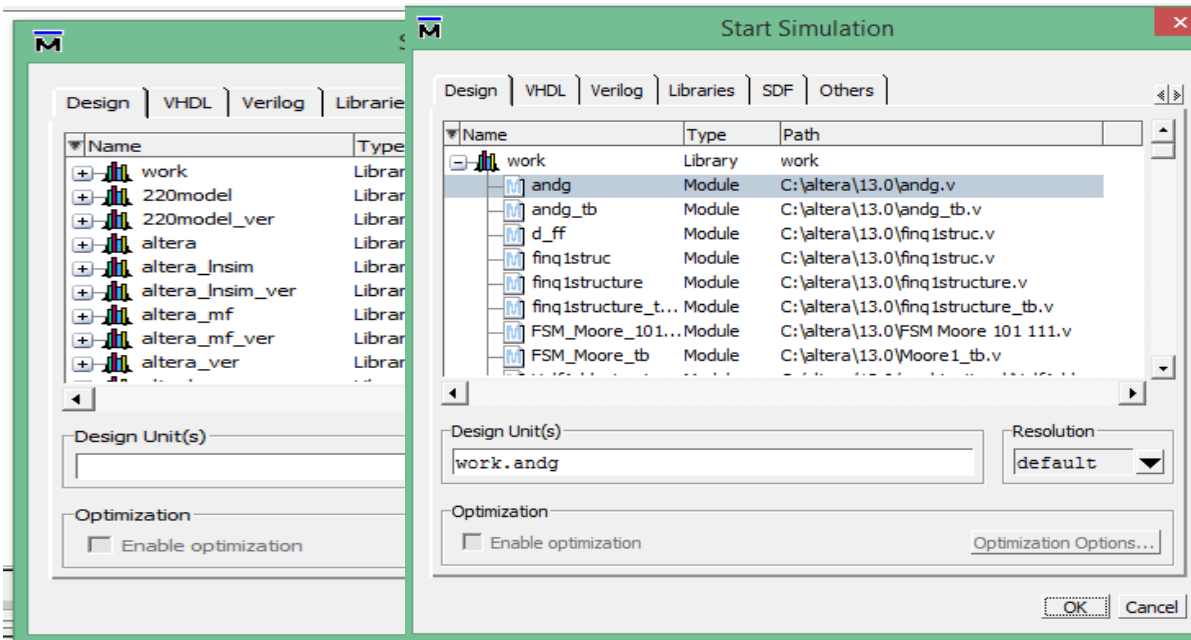 S
Design VHDL Verilog Librarie
Name Type
work Librar
220model Librar
220model_ver Librar
altera Librar
altera_lnsim Librar
altera_lnsim_ver Librar
altera_mf Librar
altera_mf_ver Librar
altera_ver Librar
Design Unit(s)
Optimization
Enable optimization
Start Simulation
Design VHDL Verilog Libraries SDF Others
Name Type Path
work Library work
andg Module C:\altera\13.0\andg.v
andg_tb Module C:\altera\13.0\andg_tb.v
d_ff Module C:\altera\13.0\finq1struc.v
finq1struc Module C:\altera\13.0\finq1struc.v
finq1structure Module C:\altera\13.0\finq1structure.v
finq1structure_t... Module C:\altera\13.0\finq1structure_tb.v
FSM_Moore_101... Module C:\altera\13.0\FSM Moore 101 111.v
FSM_Moore_tb Module C:\altera\13.0\Moore1_tb.v
Design Unit(s) Resolution
work.andg default
Optimization
Enable optimization Optimization Options...
OK Cancel